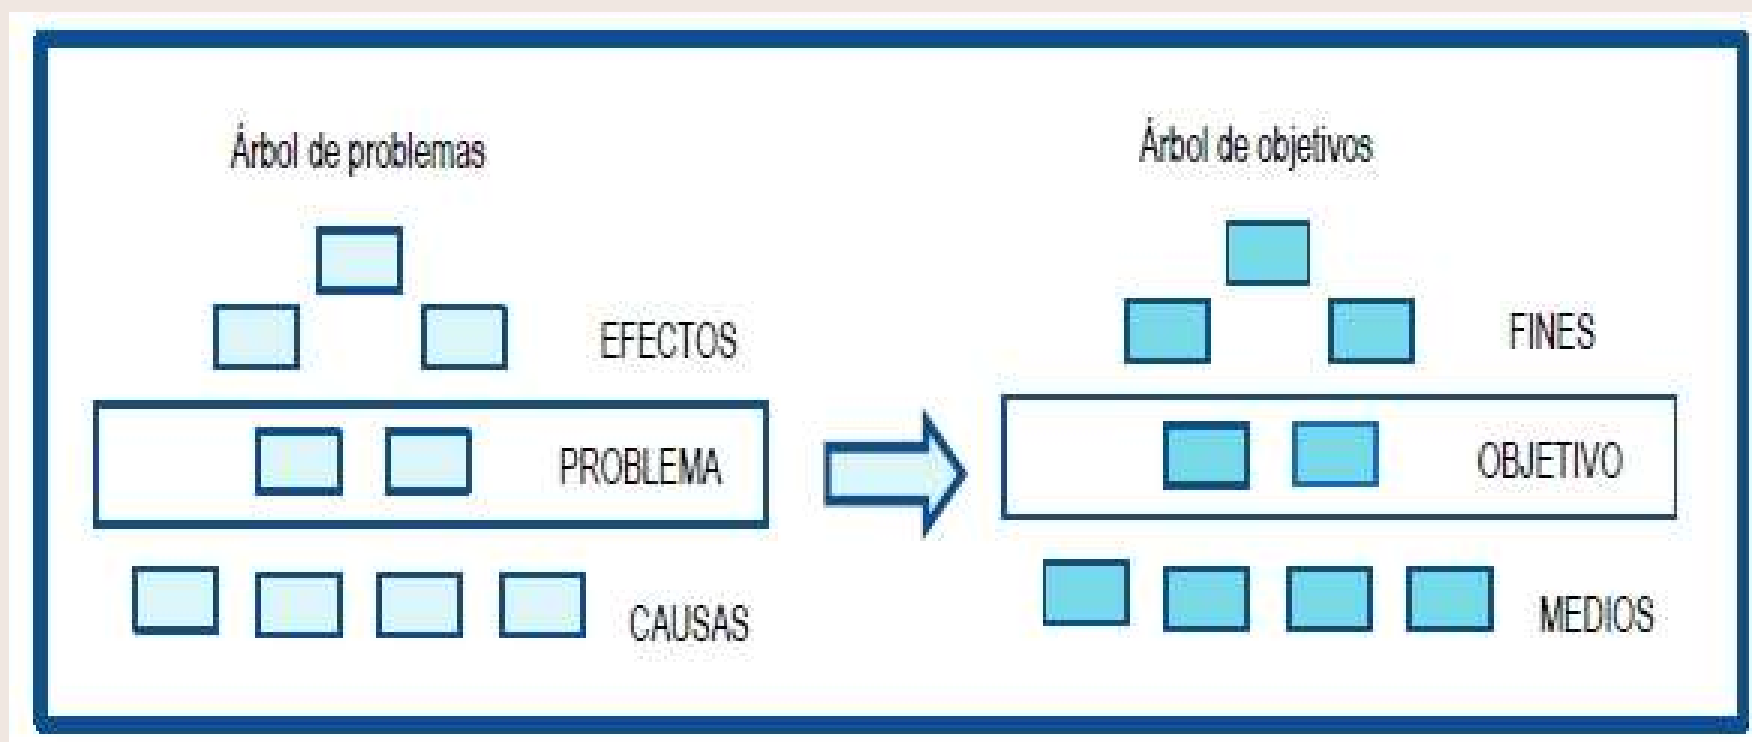 Árbol de problemas
EFECTOS
PROBLEMA
CAUSAS
Árbol de objetivos
FINES
OBJETIVO
MEDIOS